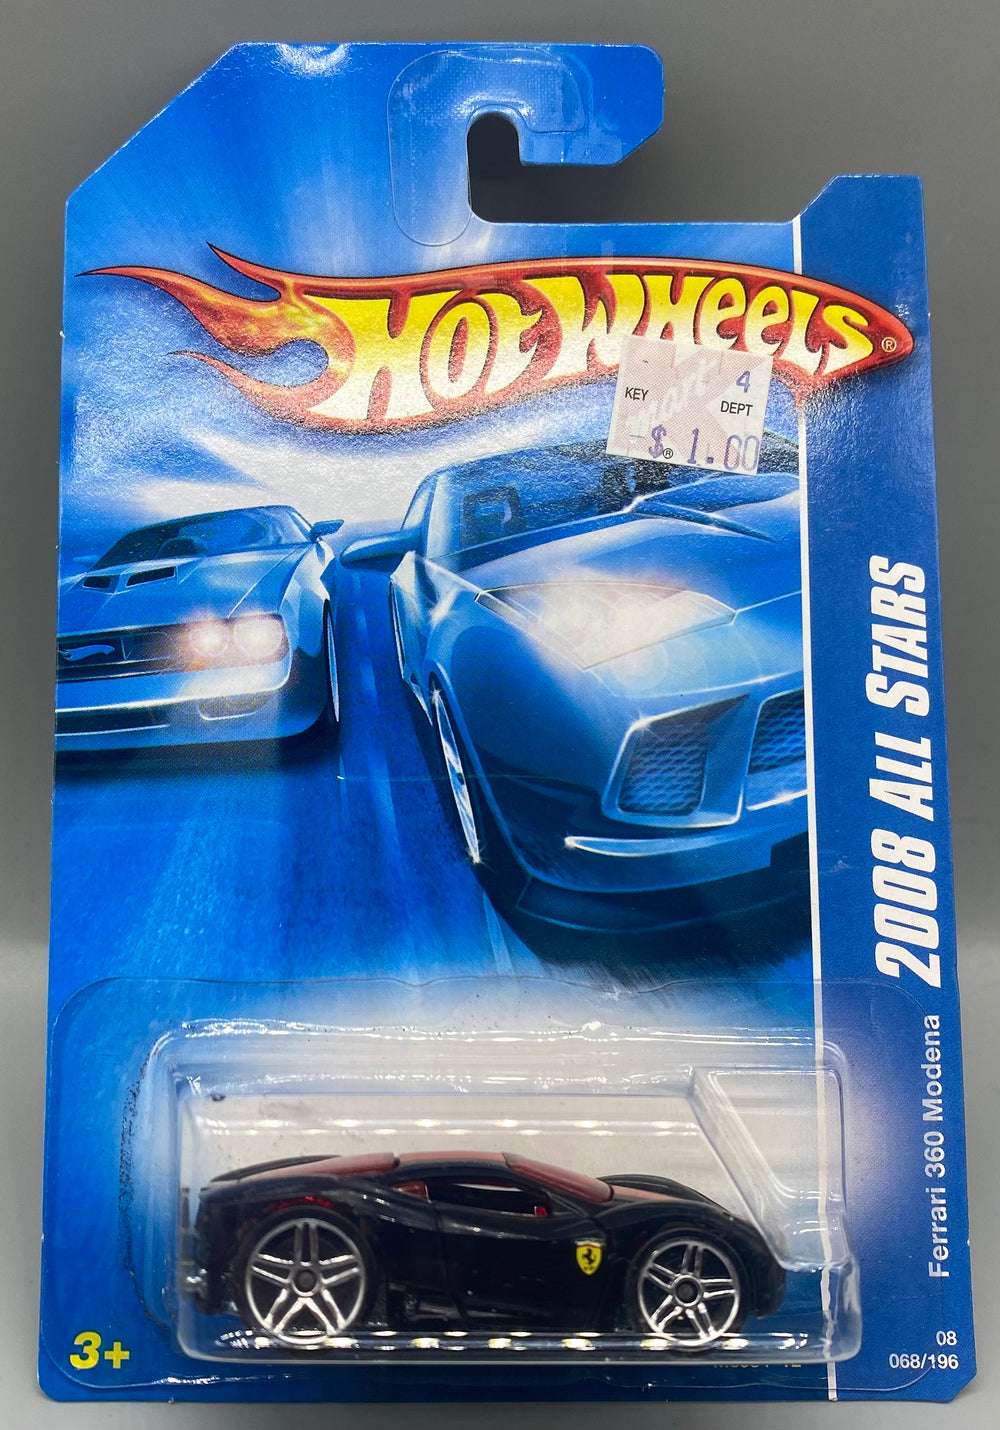 HOT WHEELS®
KEY
4
DEPT
$ 1.00
2008 ALL STARS
Ferrari 360 Modena
3+
08
068/196